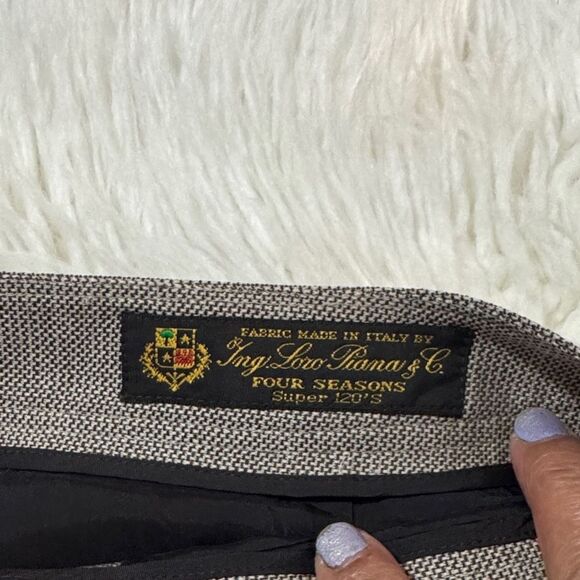 FABRIC MADE IN ITALY BY
Ing. Loro Piana & C.
FOUR SEASONS
Super 120'S